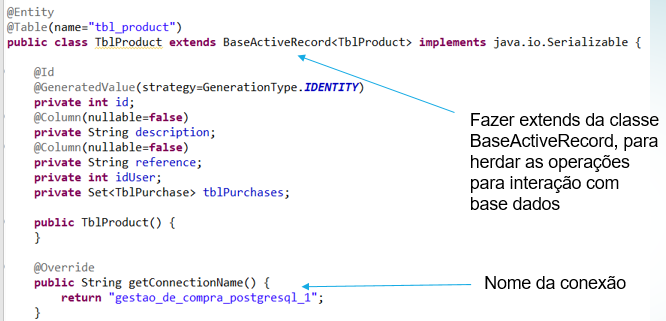 @Entity
@Table(name="tbl_product")
public class TblProduct extends BaseActiveRecord<TblProduct> implements java.io.Serializable {
@Id
@GeneratedValue(strategy=GenerationType.IDENTITY)
private int id;
@Column(nullable=false)
private String description;
@Column(nullable=false)
private String reference;
private int idUser;
private Set<TblPurchase> tblPurchases;
public TblProduct() {
}
@Override
public String getConnectionName() {
return "gestao_de_compra_postgresql_1";
}
Fazer extends da classe
BaseActiveRecord, para
herdar as operações
para interação com
base dados
Nome da conexão